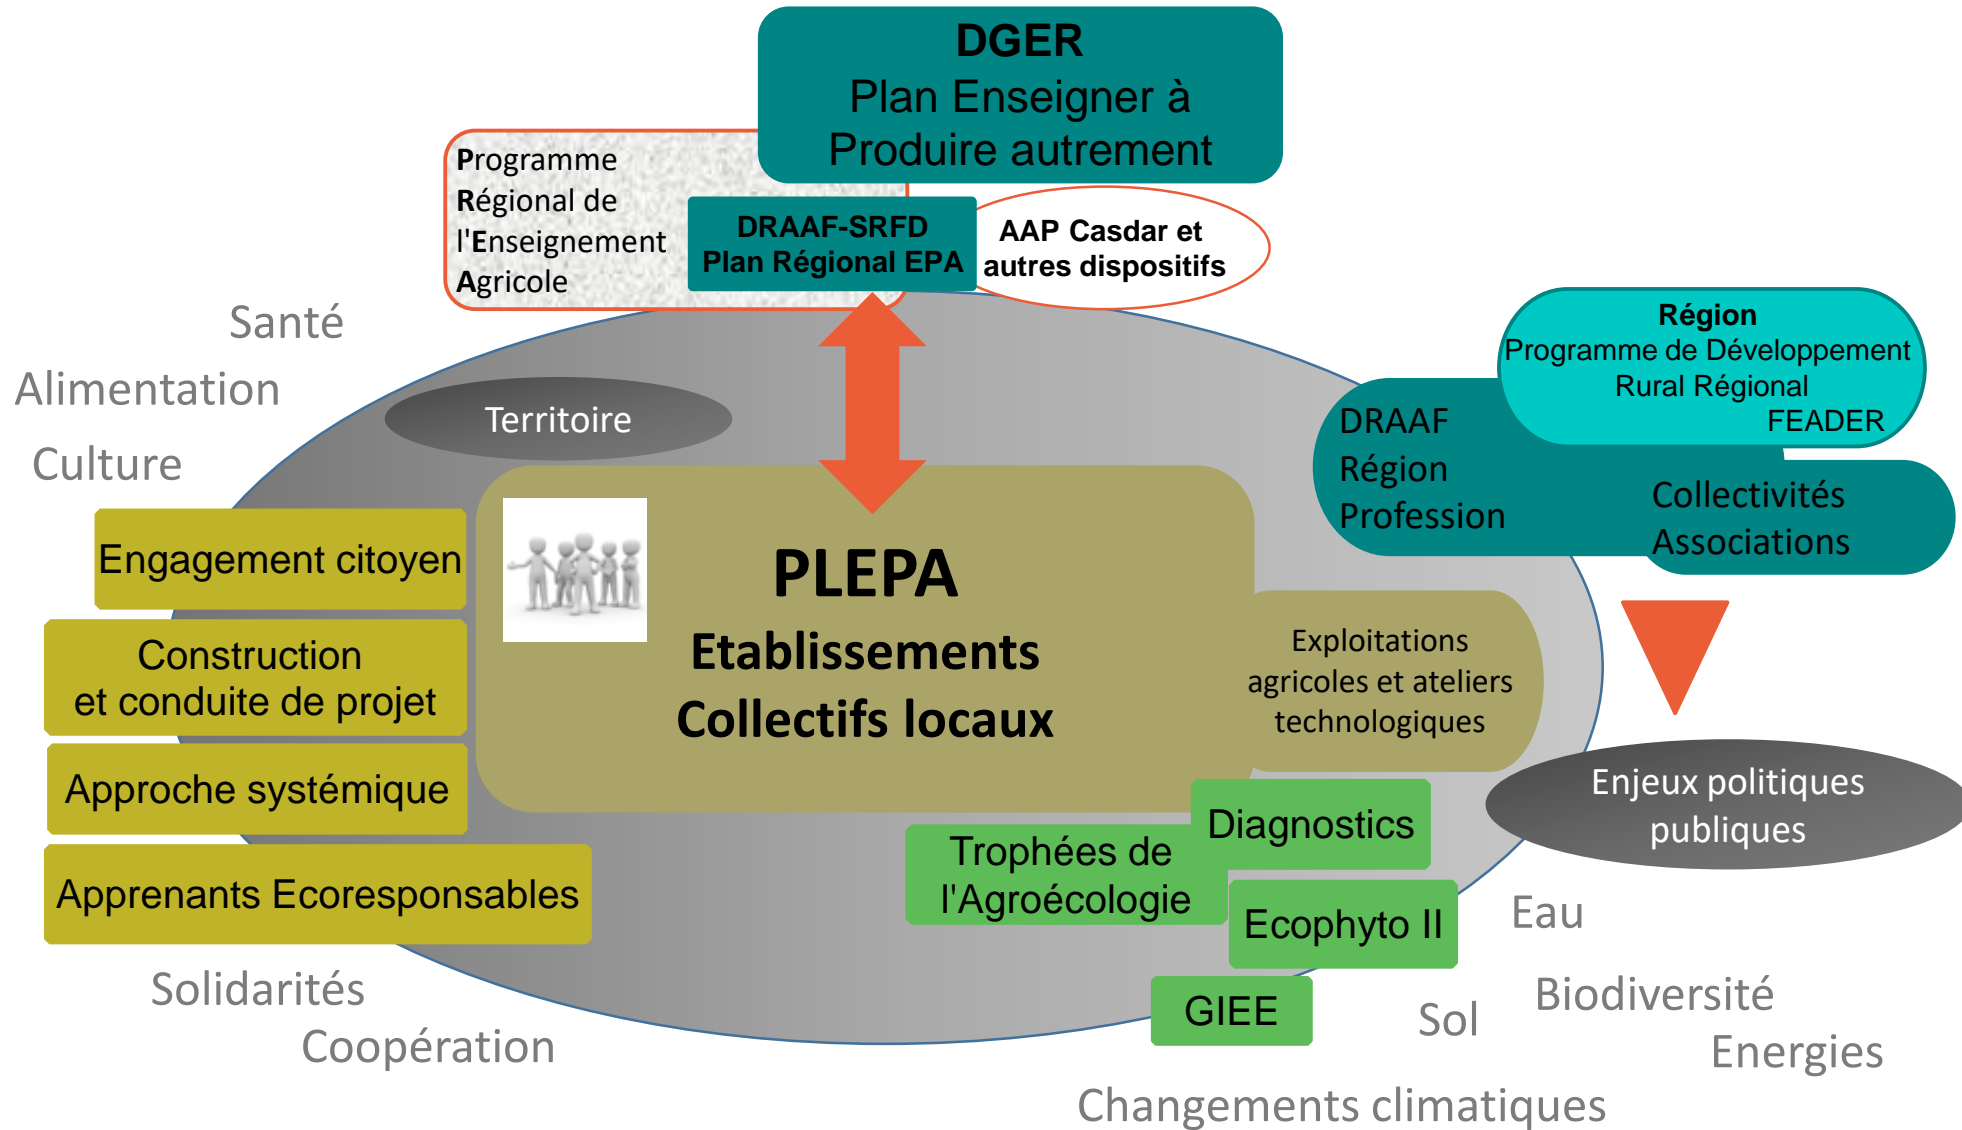 DGER
Plan Enseigner à
Produire autrement
Programme
Régional de
l'Enseignement
Agricole
DRAAF-SRFD
Plan Régional EPA
AAP Casdar et
autres dispositifs
Santé
Alimentation
Culture
Territoire
Région
Programme de Développement
Rural Régional
FEADER
DRAAF
Région
Profession
Collectivités
Associations
Engagement citoyen
Construction
et conduite de projet
Approche systémique
Apprenants Ecoresponsables
PLEPA
Etablissements
Collectifs locaux
Exploitations
agricoles et ateliers
technologiques
Enjeux politiques
publiques
Diagnostics
Trophées de
l'Agroécologie
Ecophyto II
GIEE
Solidarités
Coopération
Eau
Biodiversité
Sol
Energies
Changements climatiques